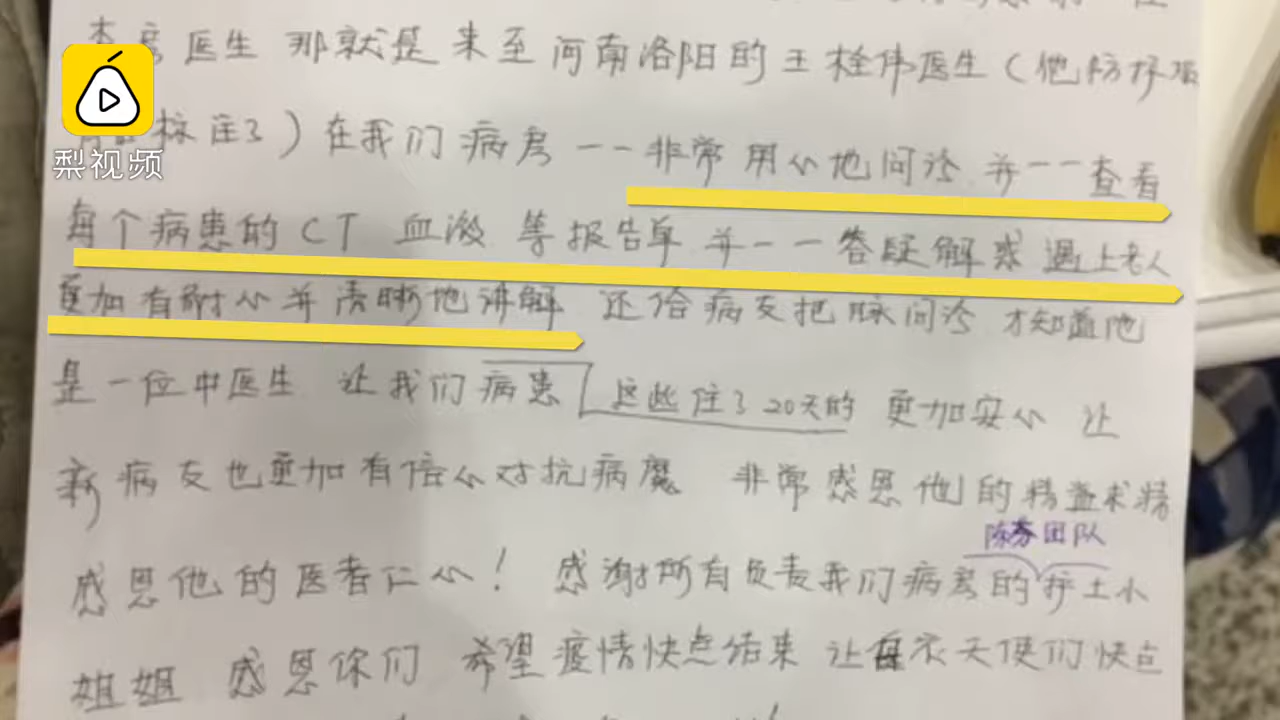 查房医生 那就是来至河南洛阳的王栓伟医生(他防护服
标注了)在我们病房一一非常用心地问诊 并一一查看
梨视频
每个病患的CT 血液 等报告单 并一一答疑解惑 遇上老人
更加有耐心并清晰地讲解 还给病友把脉问诊 才知道他
是一位中医生 让我们病患 这些住了20天的 更加安心 让
新病友也更加有信心对抗病魔 非常感恩他的精益求精
陈芬团队
感恩他的医者仁心! 感谢所有负责我们病房的护士小
姐姐 感恩你们 希望疫情快点结束 让白衣天使们快点